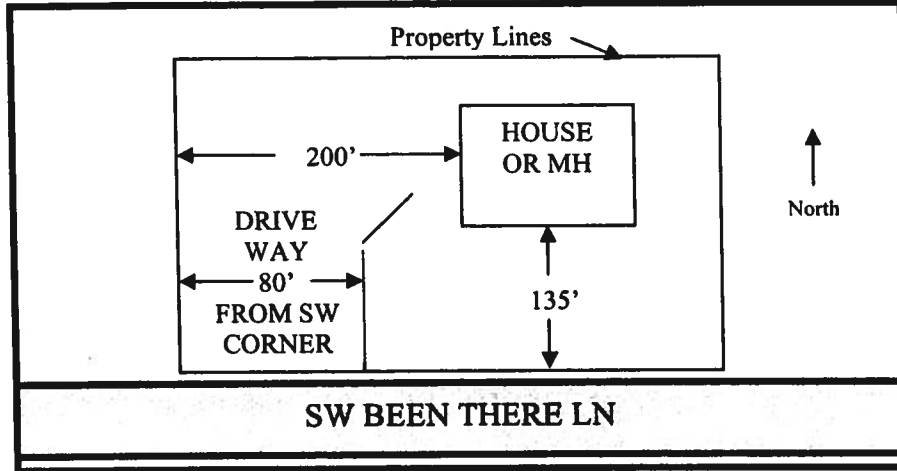 Property Lines
HOUSE
OR MH
200'
North
DRIVE
WAY
80'
FROM SW
CORNER
135'
SW BEEN THERE LN